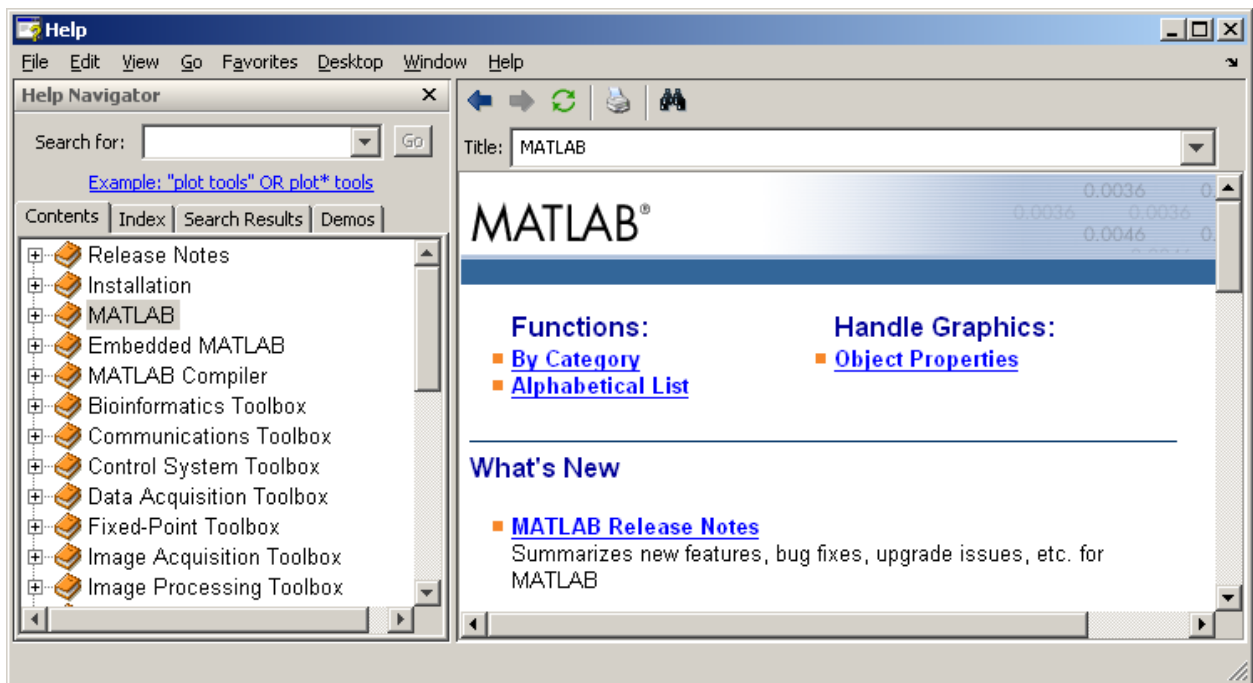 Help
File Edit View Go Favorites Desktop Window Help
Help Navigator
Search for:
Go
Example: "plot tools" OR plot* tools
Contents Index Search Results Demos
Release Notes
Installation
MATLAB
Embedded MATLAB
MATLAB Compiler
Bioinformatics Toolbox
Communications Toolbox
Control System Toolbox
Data Acquisition Toolbox
Fixed-Point Toolbox
Image Acquisition Toolbox
Image Processing Toolbox
Title: MATLAB
MATLAB®
0.0036 0.
0.0036 0.0036
0.0046 0.
Functions:
By Category
Alphabetical List
Handle Graphics:
Object Properties
What's New
MATLAB Release Notes
Summarizes new features, bug fixes, upgrade issues, etc. for
MATLAB